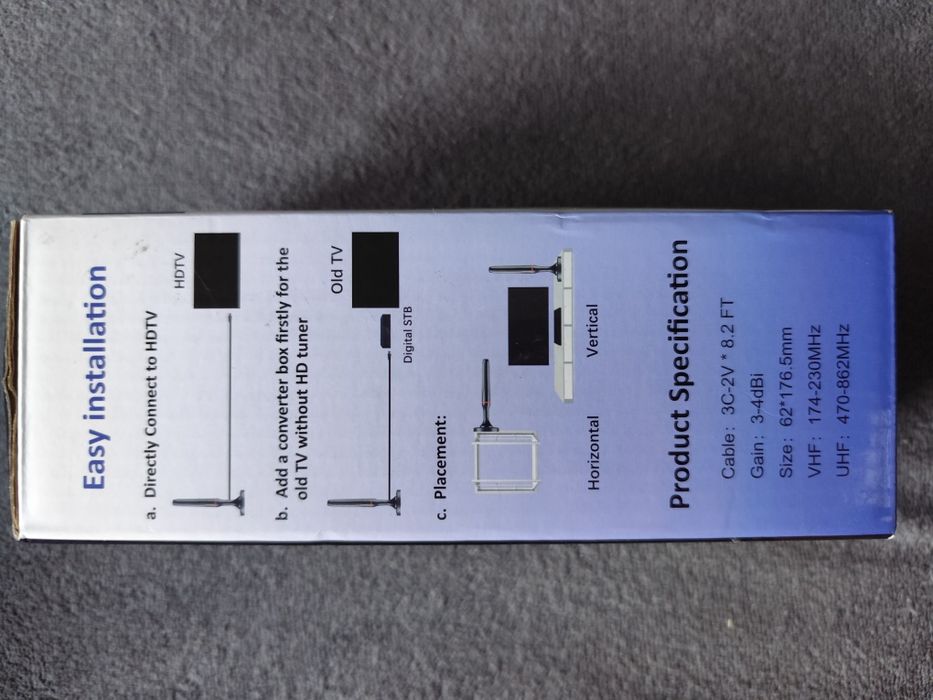 Easy installation
a. Directly Connect to HDTV
HDTV
b. Add a converter box firstly for the
old TV without HD tuner
Old TV
Digital STB
c. Placement:
Horizontal
Vertical
Product Specification
Cable: 3C-2V * 8.2 FT
Gain: 3-4dBi
Size: 62*176.5mm
VHF: 174-230MHz
UHF: 470-862MHz